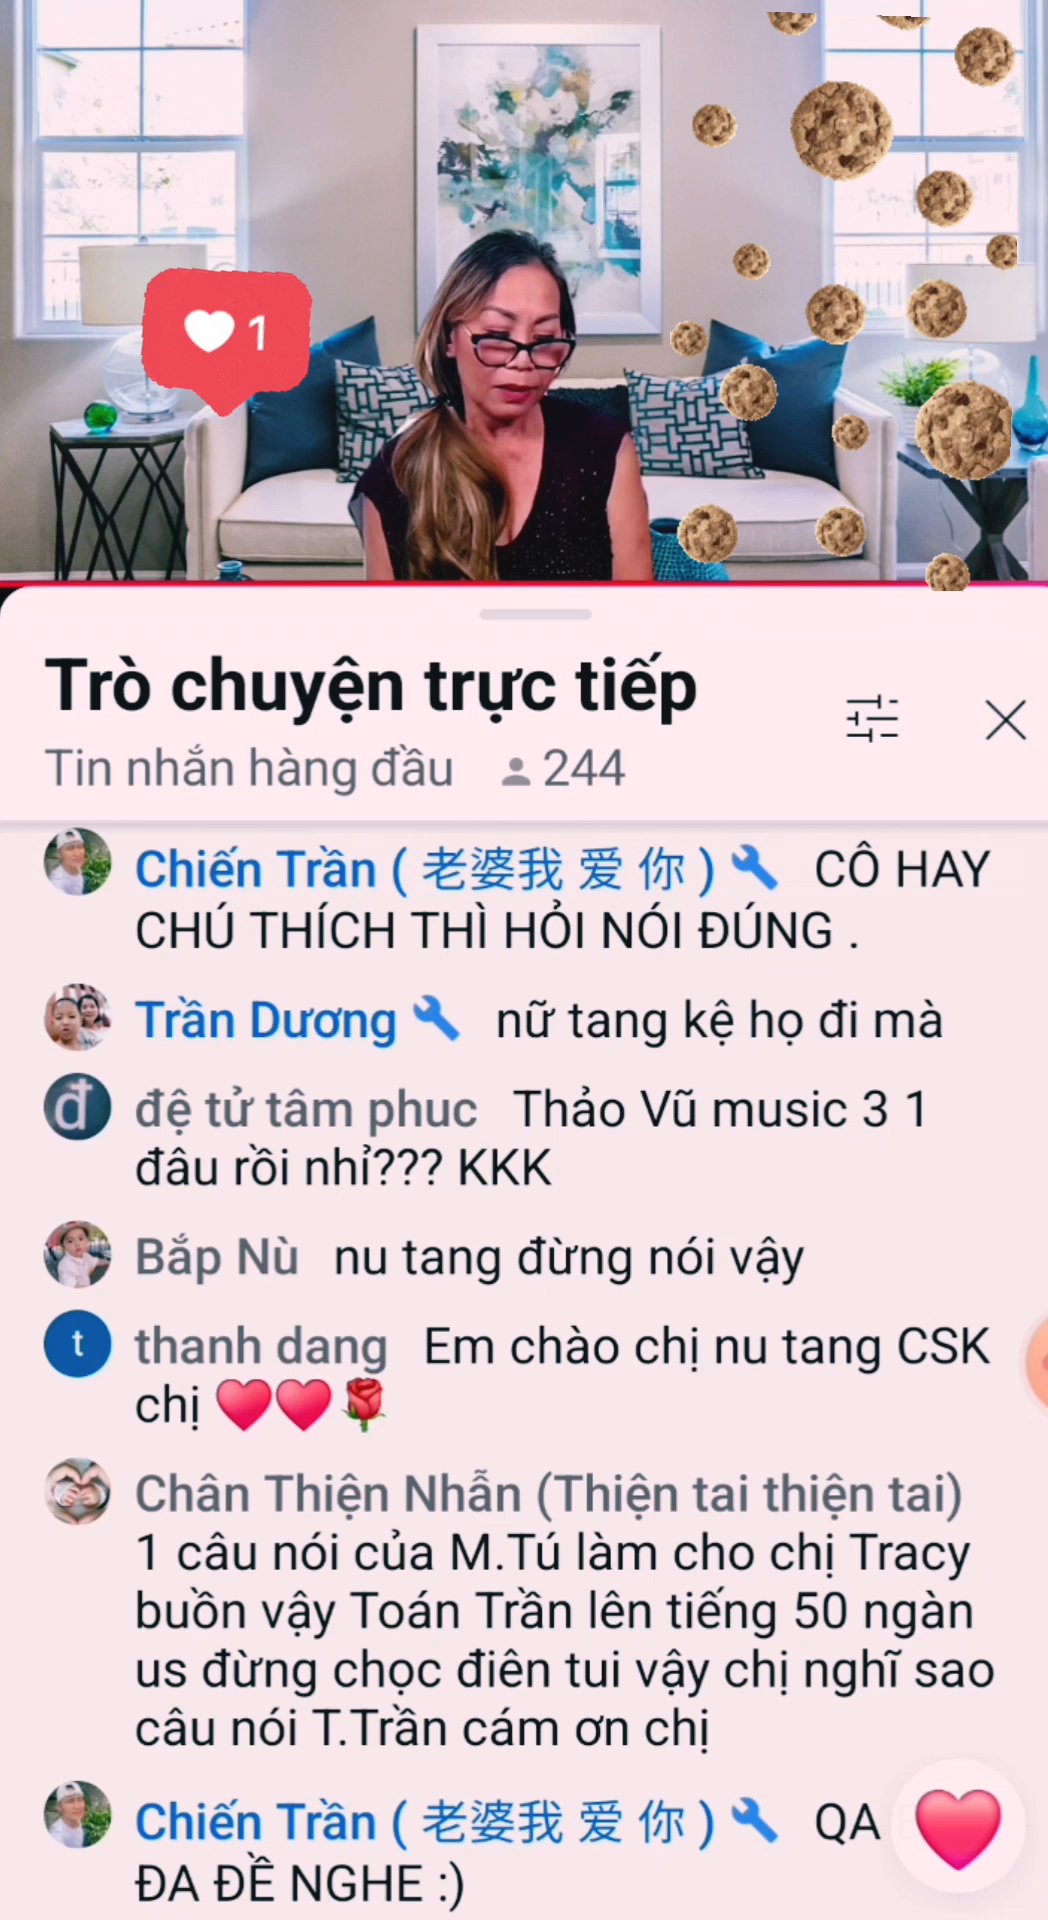 1
Trò chuyện trực tiếp
Tin nhắn hàng đầu 244
Chiến Trần ( 老婆我 爱 你 ) CÔ HAY
CHÚ THÍCH THÌ HỎI NÓI ĐÚNG .
Trần Dương nữ tang kệ họ đi mà
đ
đệ tử tâm phuc Thảo Vũ music 3 1
đâu rồi nhỉ??? KKK
Bắp Nù nu tang đừng nói vậy
t
thanh dang Em chào chị nu tang CSK
chị
Chân Thiện Nhẫn (Thiện tai thiện tai)
1 câu nói của M.Tú làm cho chị Tracy
buồn vậy Toán Trần lên tiếng 50 ngàn
us đừng chọc điên tui vậy chị nghĩ sao
câu nói T.Trần cám ơn chị
Chiến Trần ( 老婆我 爱 你 ) QA
ĐA ĐỀ NGHE :)